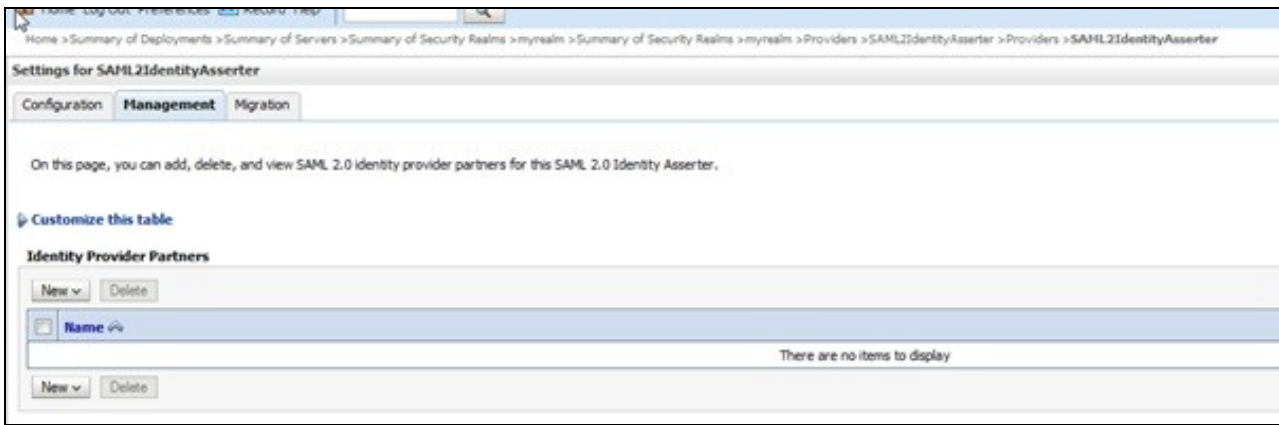 Home Log Out Preferences Record Help
Home >Summary of Deployments >Summary of Servers >Summary of Security Realms >myrealm >Summary of Security Realms >myrealm >Providers >SAML2IdentityAsserter >Providers >SAML2IdentityAsserter
Settings for SAML2IdentityAsserter
Configuration Management Migration
On this page, you can add, delete, and view SAML 2.0 identity provider partners for this SAML 2.0 Identity Asserter.
Customize this table
Identity Provider Partners
New Delete
Name
There are no items to display
New Delete